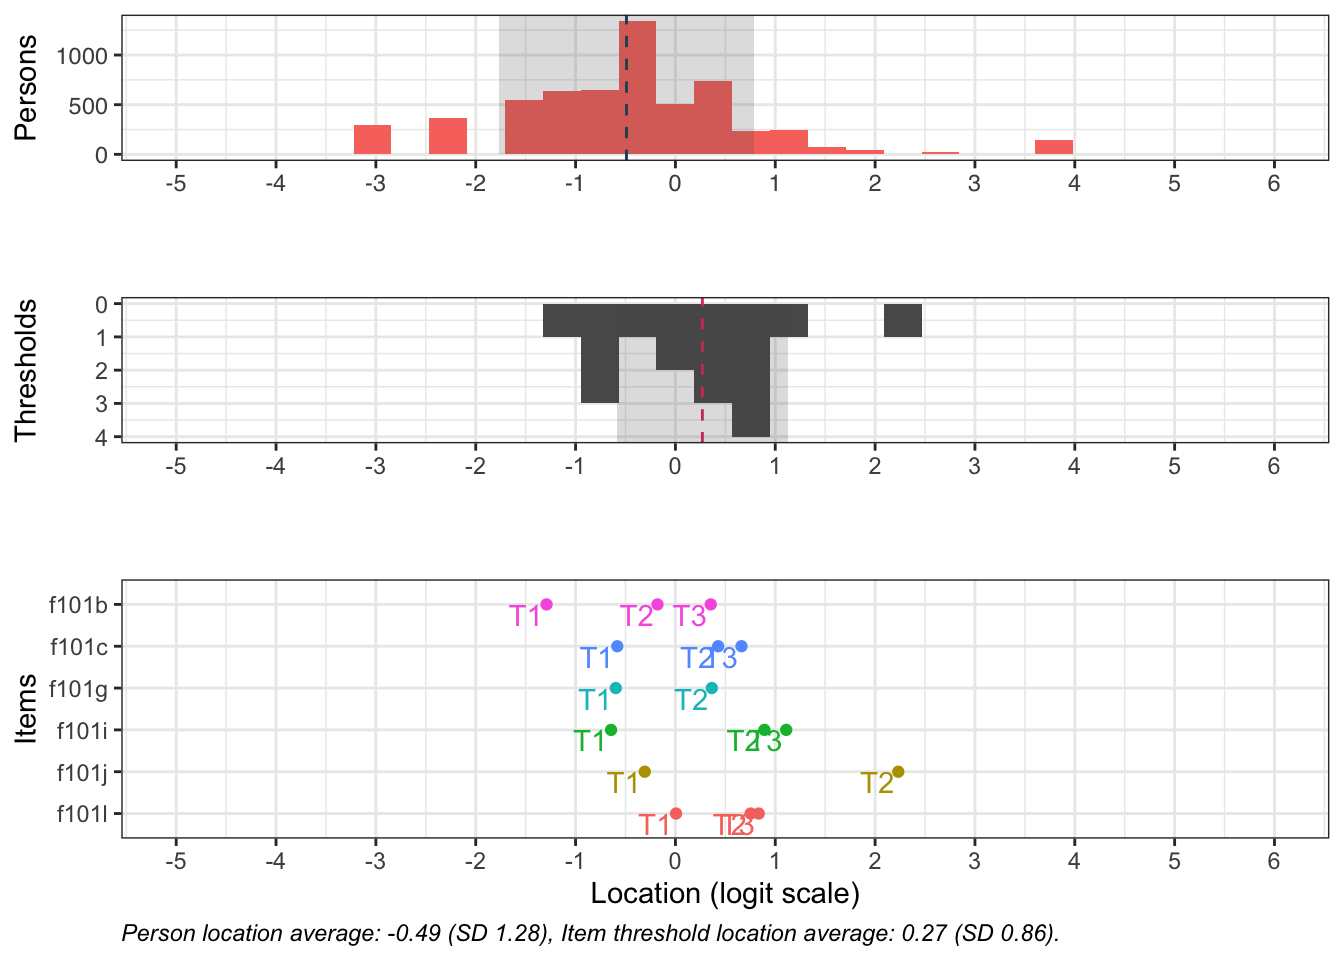 Persons
1000
500
0
-5 -4 -3 -2 -1 0 1 2 3 4 5 6
Thresholds
0
1
2
3
4
-5 -4 -3 -2 -1 0 1 2 3 4 5 6
Items
f101b T1 T2 T3
f101c T1 T2 T3
f101g T1 T2
f101i T1 T2 T3
f101j T1 T2
f101l T1 T2 T3
-5 -4 -3 -2 -1 0 1 2 3 4 5 6
Location (logit scale)
Person location average: -0.49 (SD 1.28), Item threshold location average: 0.27 (SD 0.86).